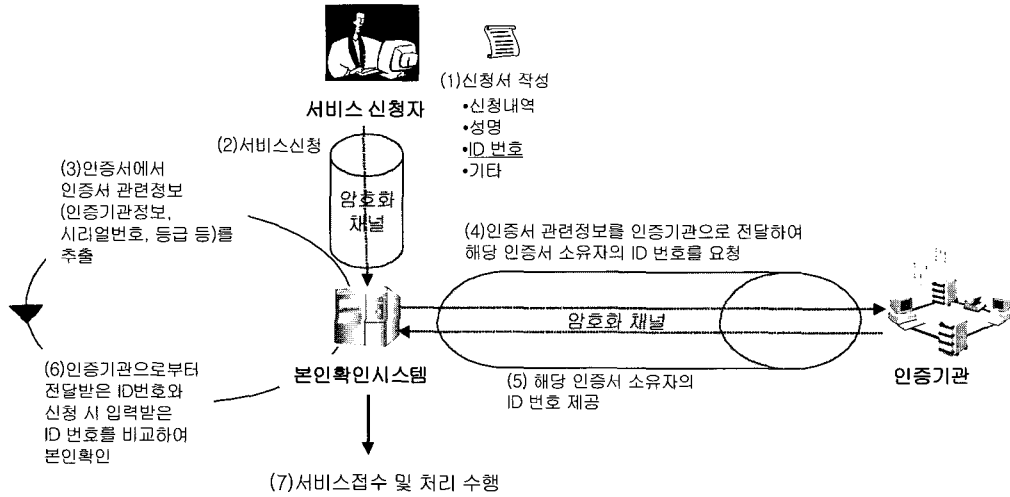 (1)신청서 작성
•신청내역
•성명
•ID 번호
•기타
서비스 신청자
(2)서비스신청
암호화
채널
(3)인증서에서
인증서 관련정보
(인증기관정보,
시리얼번호, 등급 등)를
추출
(4)인증서 관련정보를 인증기관으로 전달하여
해당 인증서 소유자의 ID 번호를 요청
암호화 채널
본인확인시스템
인증기관
(5) 해당 인증서 소유자의
ID 번호 제공
(6)인증기관으로부터
전달받은 ID번호와
신청 시 입력받은
ID 번호를 비교하여
본인확인
(7)서비스접수 및 처리 수행